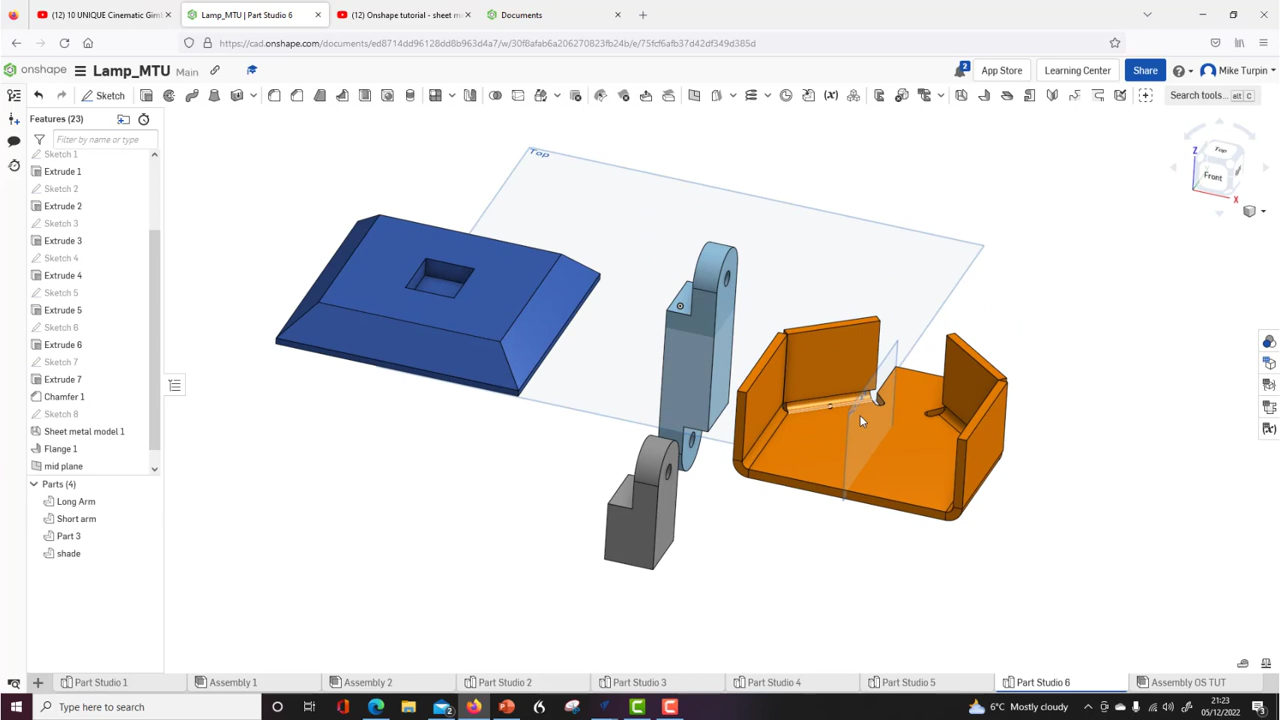 (12) 10 UNIQUE Cinematic Gim
Lamp_MTU | Part Studio 6
(12) Onshape tutorial - sheet m
Documents
https://cad.onshape.com/documents/ed8714dd96128dd8b963d4a7/w/30f8afab6a206270823fb24b/e/75fcf6afb37d42df349d385d
onshape
Lamp_MTU
Main
2
App Store
Learning Center
Share
Mike Turpin
Sketch
Search tools...
alt C
Features (23)
Filter by name or type
Sketch 1
Extrude 1
Sketch 2
Extrude 2
Sketch 3
Extrude 3
Sketch 4
Extrude 4
Sketch 5
Extrude 5
Sketch 6
Extrude 6
Sketch 7
Extrude 7
Chamfer 1
Sketch 8
Sheet metal model 1
Flange 1
mid plane
Parts (4)
Long Arm
Short arm
Part 3
shade
Top
Top
Front
Z
X
Part Studio 1
Assembly 1
Assembly 2
Part Studio 2
Part Studio 3
Part Studio 4
Part Studio 5
Part Studio 6
Assembly OS TUT
Type here to search
6°C Mostly cloudy
21:23
05/12/2022